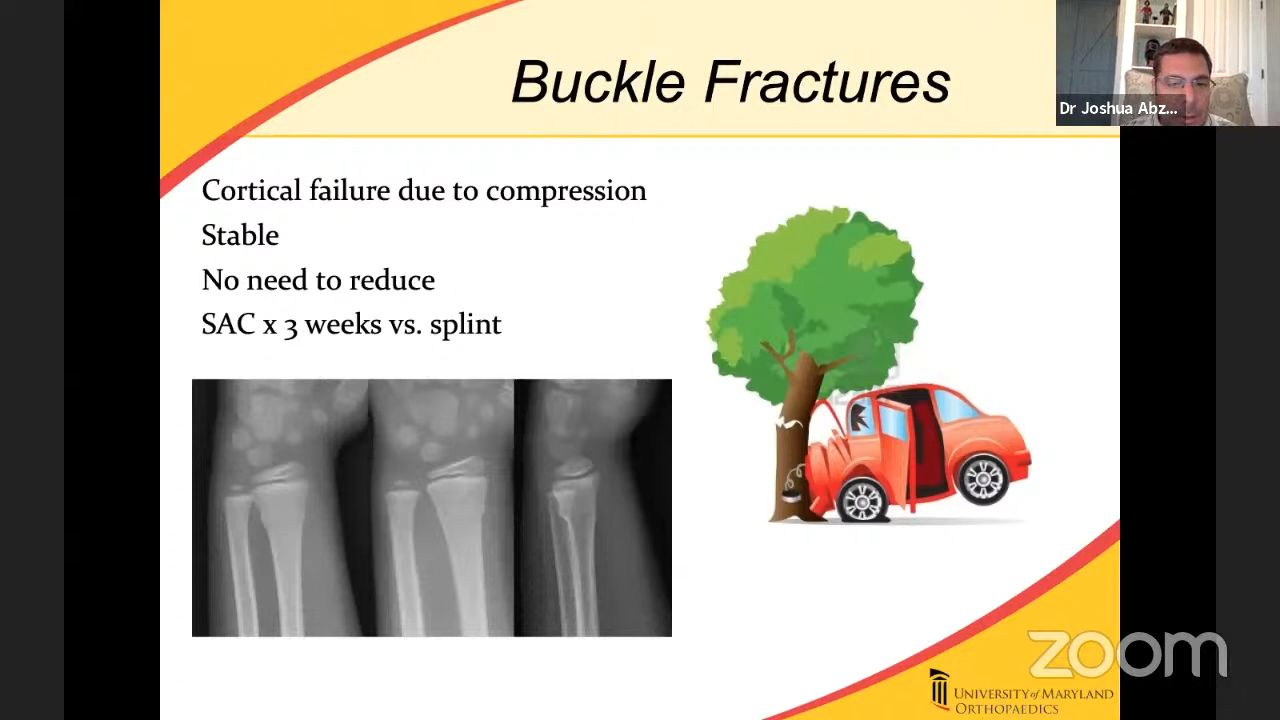 Buckle Fractures
Dr Joshua Abz...
Cortical failure due to compression
Stable
No need to reduce
SAC x 3 weeks vs. splint
zoom
University of Maryland
Orthopaedics